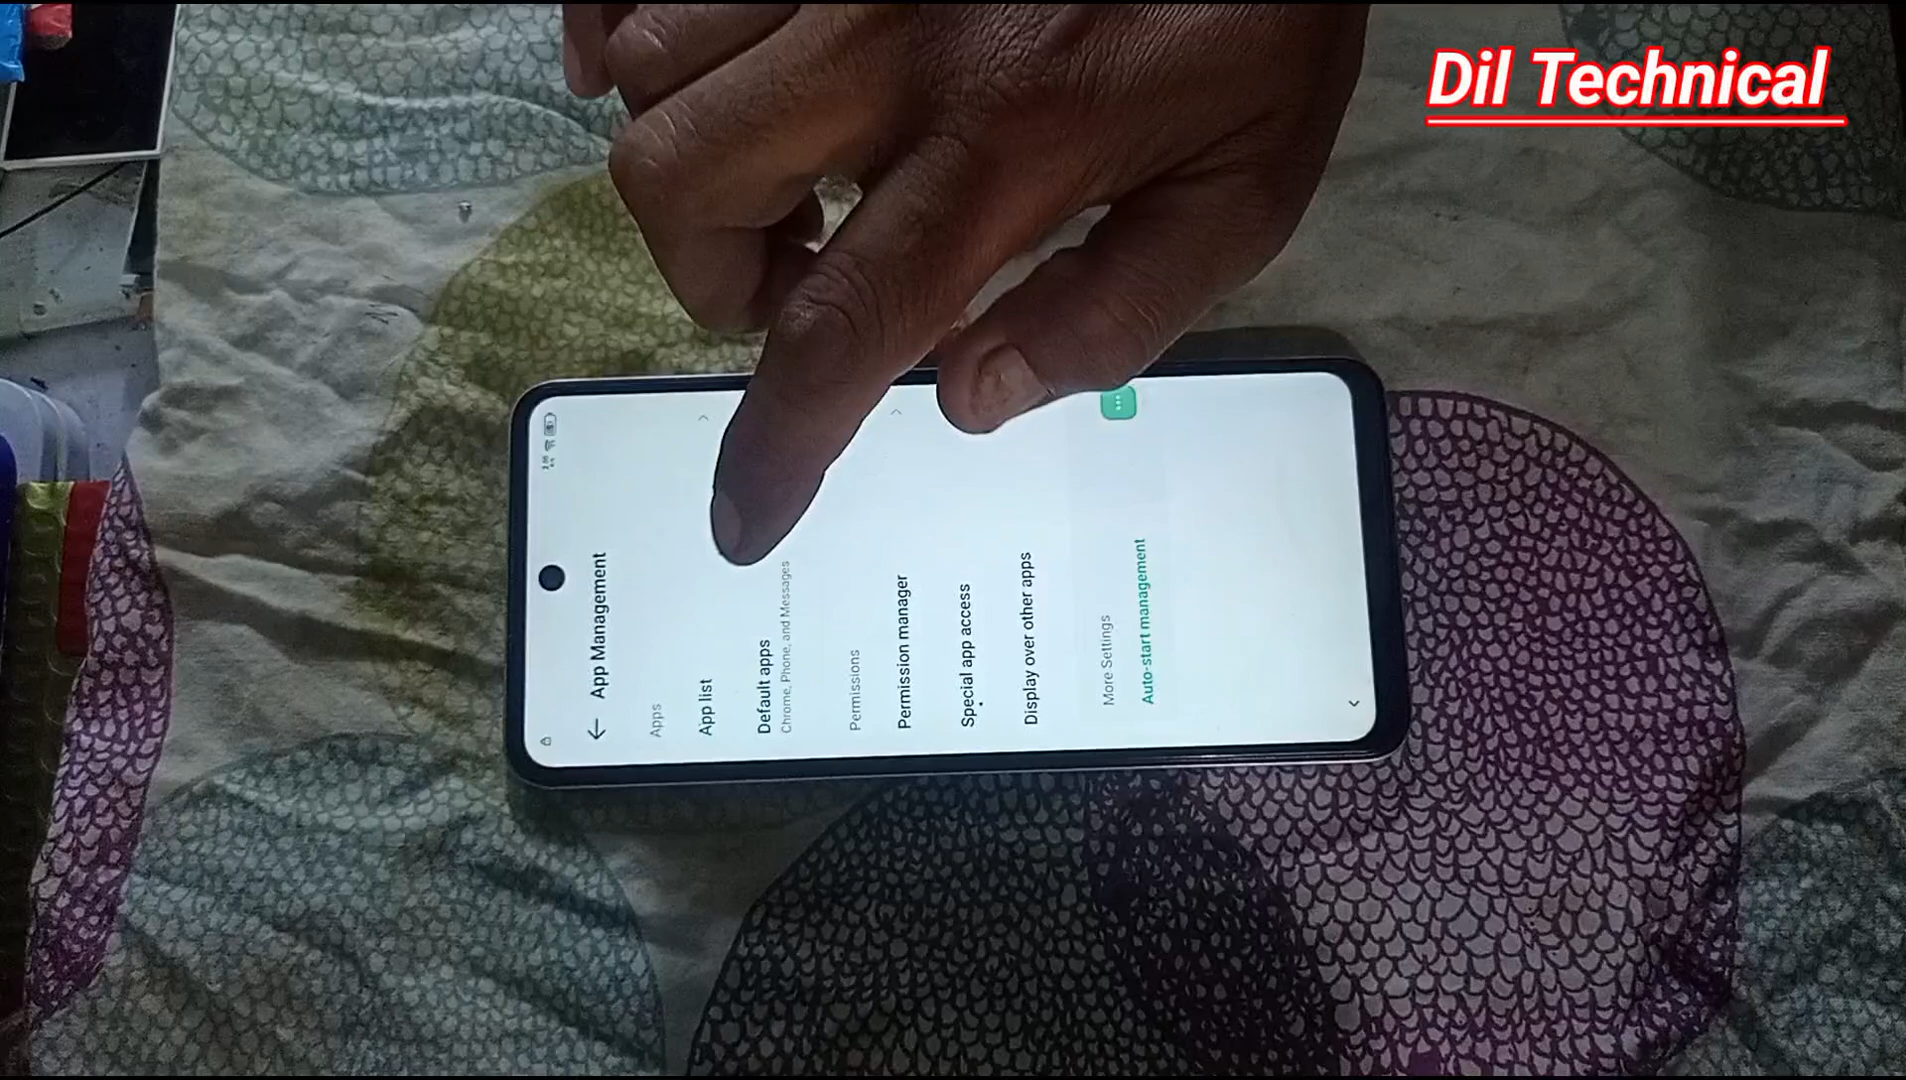 Dil Technical
App Management
Apps
App list
Default apps
Chrome, Phone, and Messages
Permissions
Permission manager
Special app access
Display over other apps
More Settings
Auto-start management